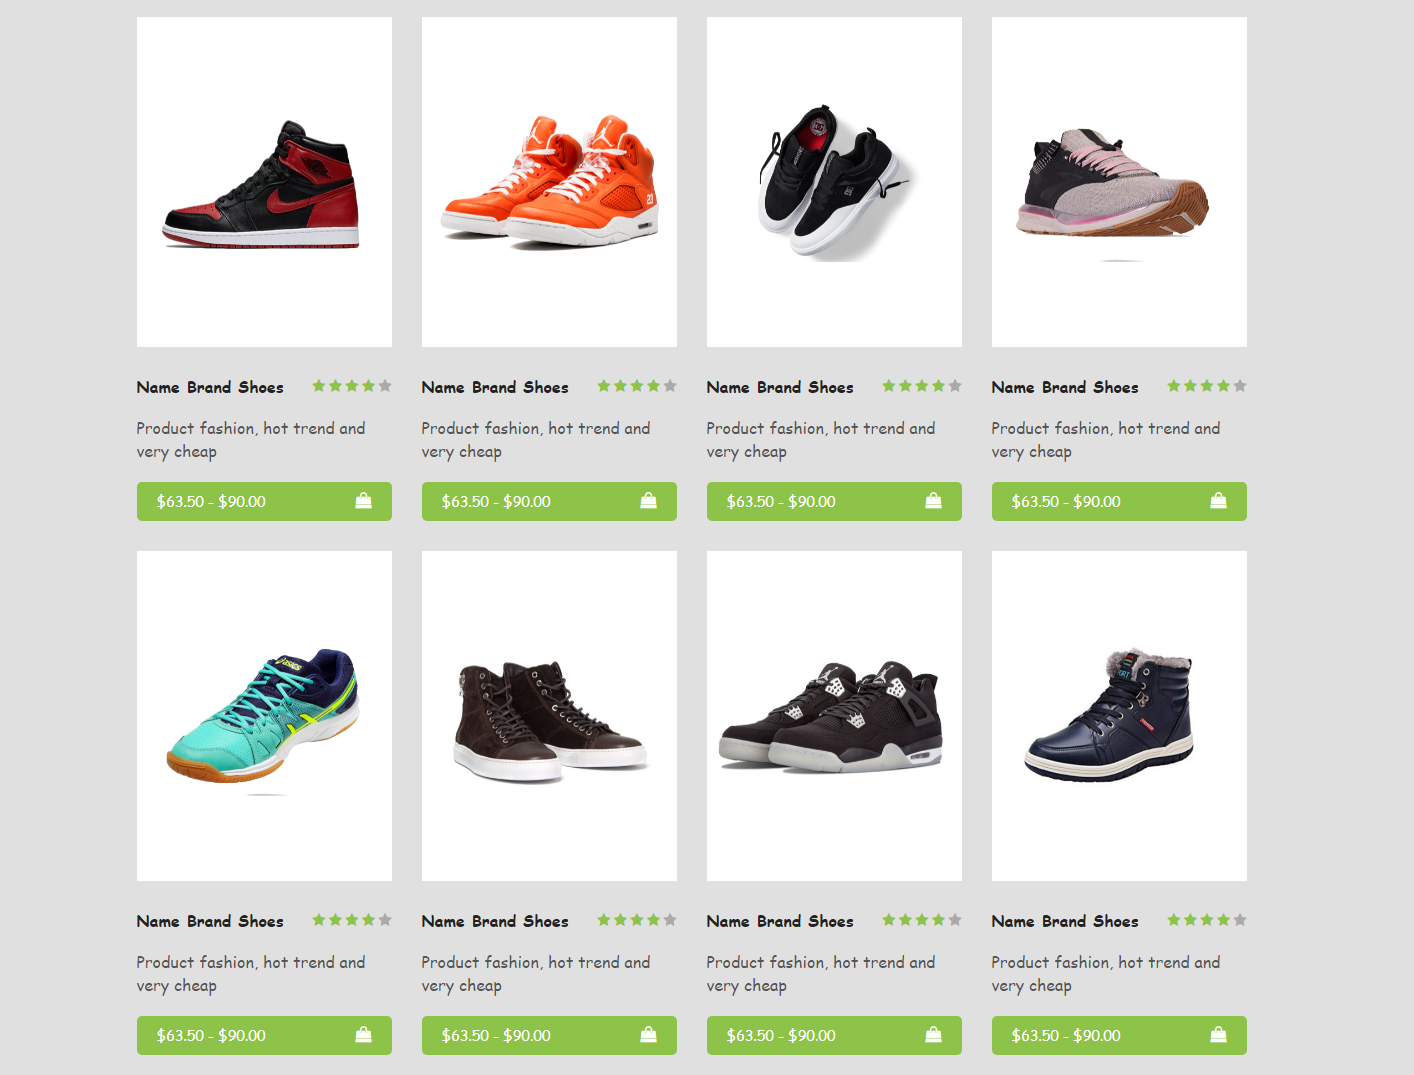 23
Name Brand Shoes
Product fashion, hot trend and
very cheap
$63.50 - $90.00
Name Brand Shoes
Product fashion, hot trend and
very cheap
$63.50 - $90.00
Name Brand Shoes
Product fashion, hot trend and
very cheap
$63.50 - $90.00
Name Brand Shoes
Product fashion, hot trend and
very cheap
$63.50 - $90.00
asics
Name Brand Shoes
Product fashion, hot trend and
very cheap
$63.50 - $90.00
Name Brand Shoes
Product fashion, hot trend and
very cheap
$63.50 - $90.00
Name Brand Shoes
Product fashion, hot trend and
very cheap
$63.50 - $90.00
Name Brand Shoes
Product fashion, hot trend and
very cheap
$63.50 - $90.00